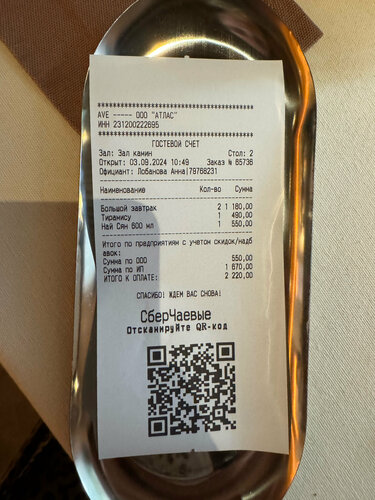 ****************************************
AVE ----- ООО "АТЛАС"
ИНН 231200222695
****************************************
ГОСТЕВОЙ СЧЕТ
Зал: Зал камин Стол: 2
Открыт: 03.09.2024 10:49 Заказ № 65736
Официант: Лобанова Анна|79768231
Наименование Кол-во Сумма
Большой завтрак 2 1 180,00
Тирамису 1 490,00
Най Сян 600 мл 1 550,00
Итого по предприятиям с учетом скидок/надб
авок:
Сумма по ООО 550,00
Сумма по ИП 1 670,00
ИТОГО К ОПЛАТЕ: 2 220,00
СПАСИБО! ЖДЕМ ВАС СНОВА!
СберЧаевые
Отсканируйте QR-код